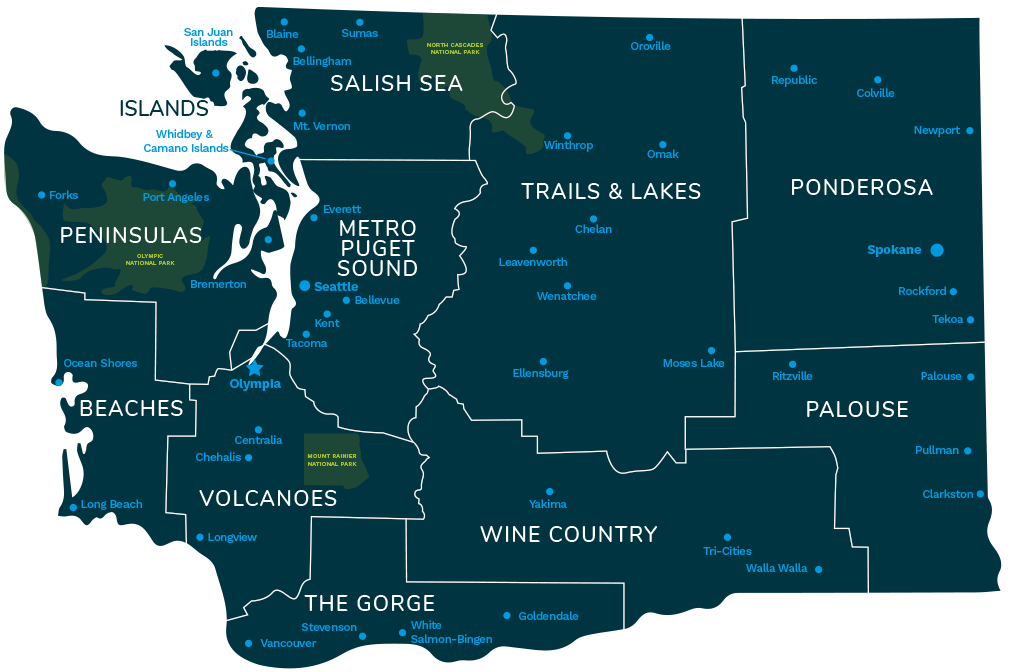 San Juan
Islands
Blaine
Sumas
Bellingham
NORTH CASCADES
NATIONAL PARK
SALISH SEA
Oroville
Republic
Colville
ISLANDS
Mt. Vernon
Newport
Whidbey &
Camano Islands
Winthrop
Omak
Forks
Port Angeles
TRAILS & LAKES
PONDEROSA
Everett
PENINSULAS
OLYMPIC
NATIONAL PARK
METRO
PUGET
SOUND
Chelan
Spokane
Leavenworth
Bremerton
Seattle
Bellevue
Wenatchee
Rockford
Kent
Tekoa
Tacoma
Ocean Shores
Olympia
Ellensburg
Moses Lake
Ritzville
Palouse
BEACHES
PALOUSE
Centralia
Chehalis
MOUNT RAINIER
NATIONAL PARK
Pullman
VOLCANOES
Long Beach
Yakima
Clarkston
Longview
WINE COUNTRY
Tri-Cities
Walla Walla
THE GORGE
Stevenson
White
Salmon-Bingen
Goldendale
Vancouver